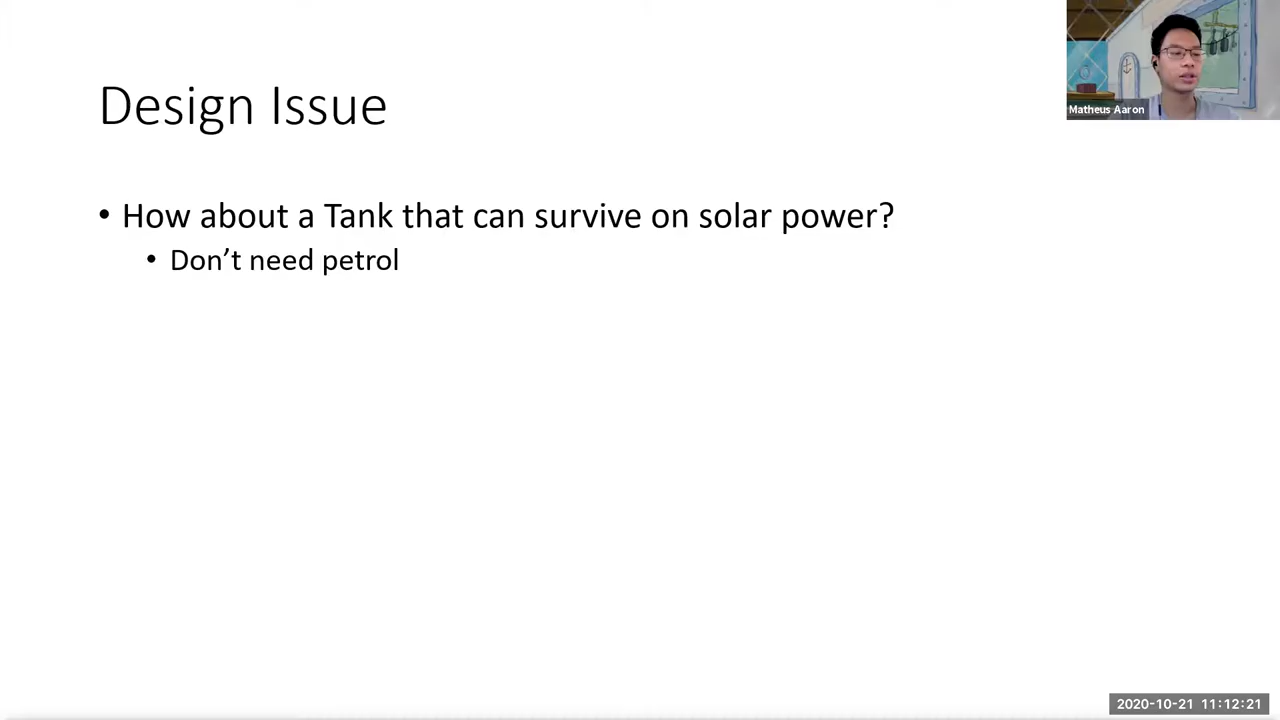 Design Issue
Matheus Aaron
• How about a Tank that can survive on solar power?
• Don’t need petrol
2020-10-21 11:12:21